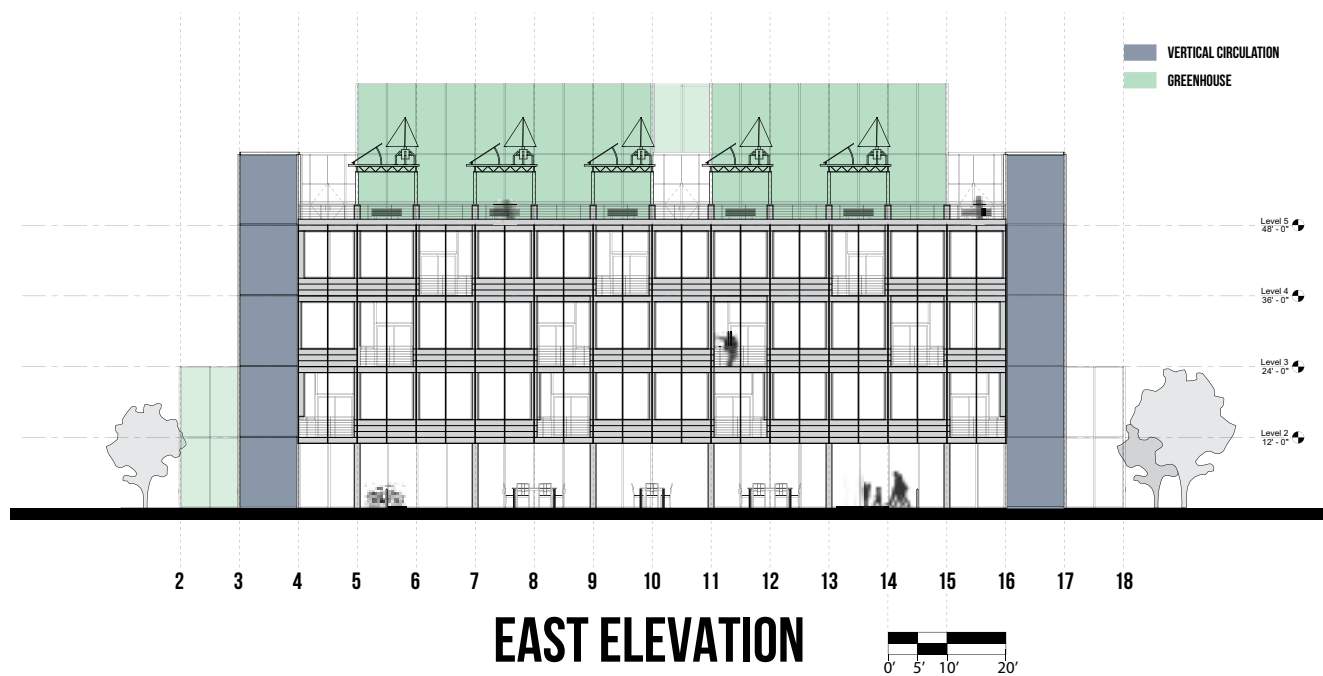 VERTICAL CIRCULATION
GREENHOUSE
Level 5
48' - 0"
Level 4
36' - 0"
Level 3
24' - 0"
Level 2
12' - 0"
2 3 4 5 6 7 8 9 10 11 12 13 14 15 16 17 18
EAST ELEVATION
0' 5' 10' 20'